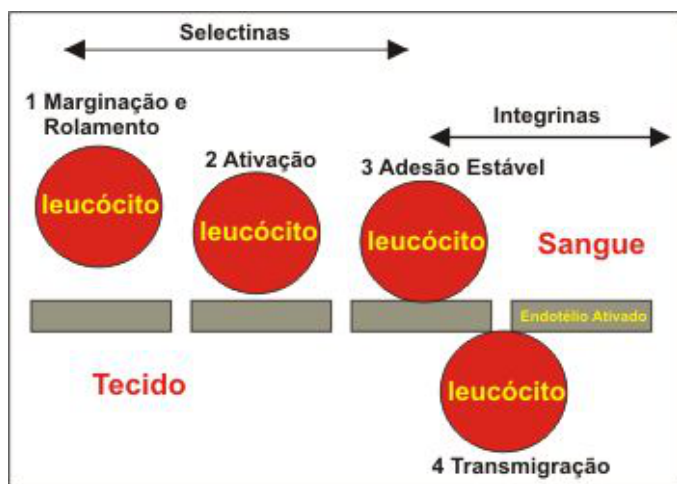 Selectinas
1 Marginação e
Rolamento
Integrinas
2 Ativação
3 Adesão Estável
leucócito
leucócito
leucócito
Sangue
Endotélio Ativado
Tecido
leucócito
4 Transmigração